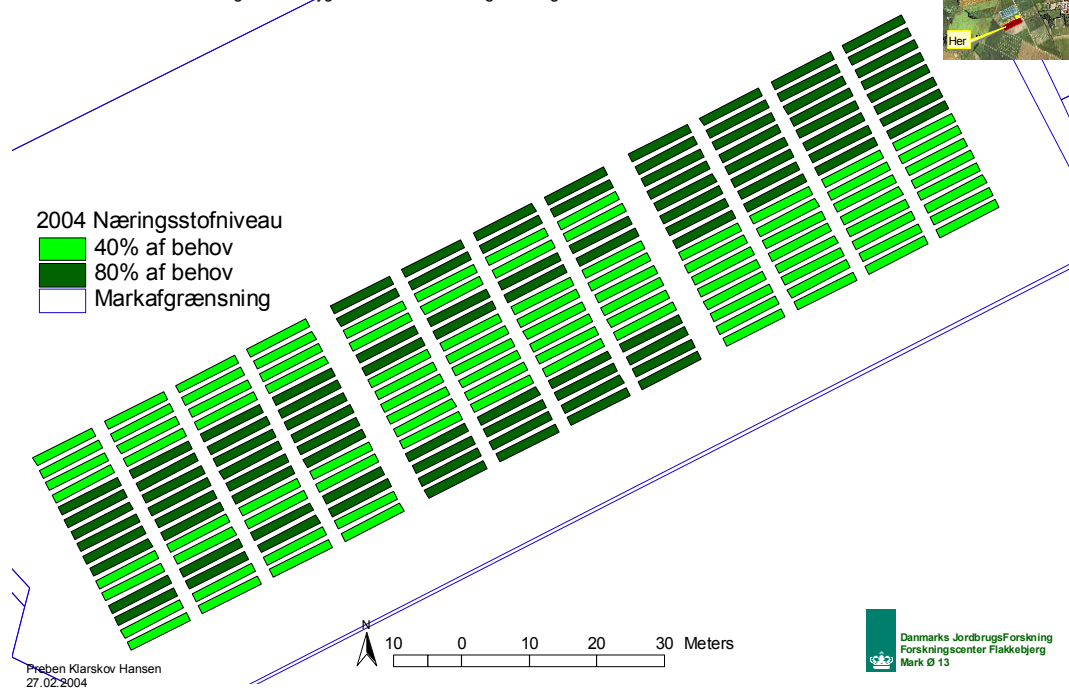 Her
2004 Næringsstofniveau
40% af behov
80% af behov
Markafgrænsning
N
10 0 10 20 30 Meters
Preben Klarskov Hansen
27.02.2004
Danmarks JordbrugsForskning
Forskningscenter Flakkebjerg
Mark Ø 13